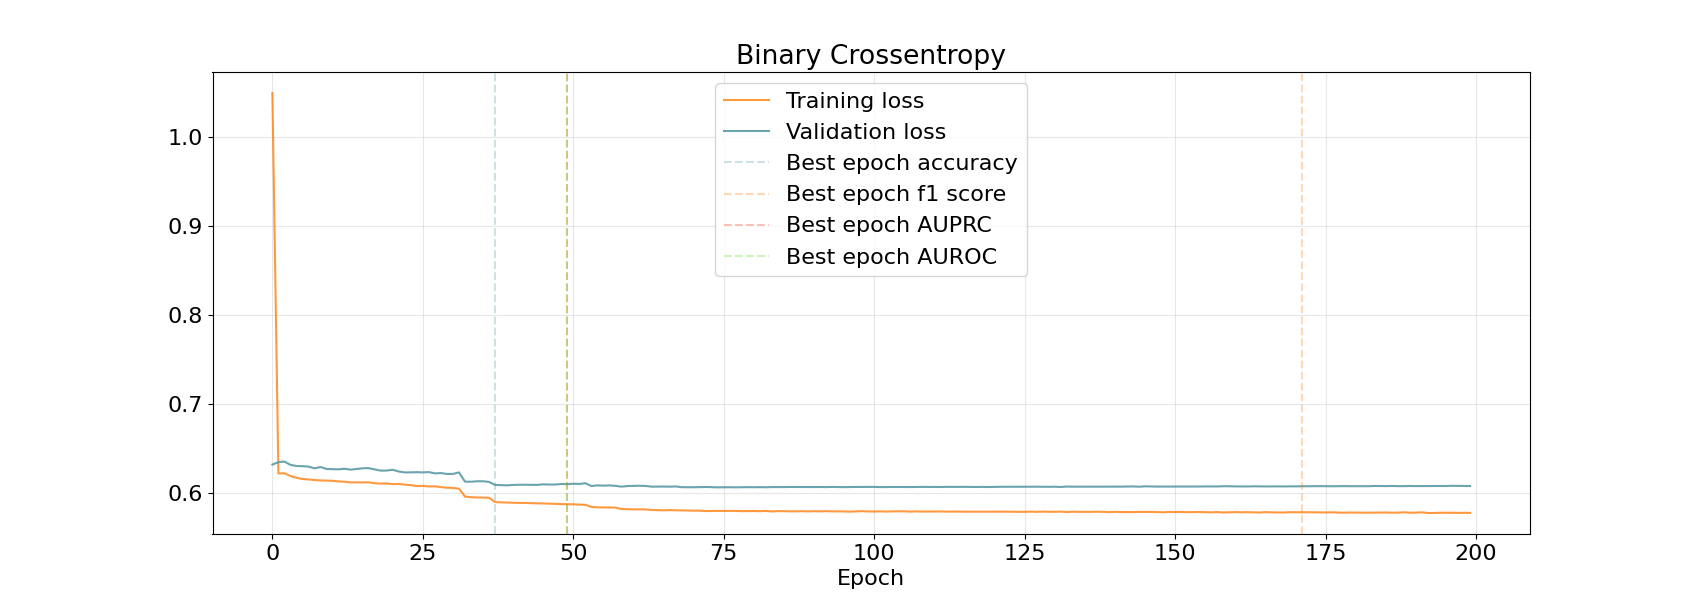 Binary Crossentropy
Training loss
Validation loss
Best epoch accuracy
Best epoch f1 score
Best epoch AUPRC
Best epoch AUROC
1.0
0.9
0.8
0.7
0.6
0 25 50 75 100 125 150 175 200
Epoch